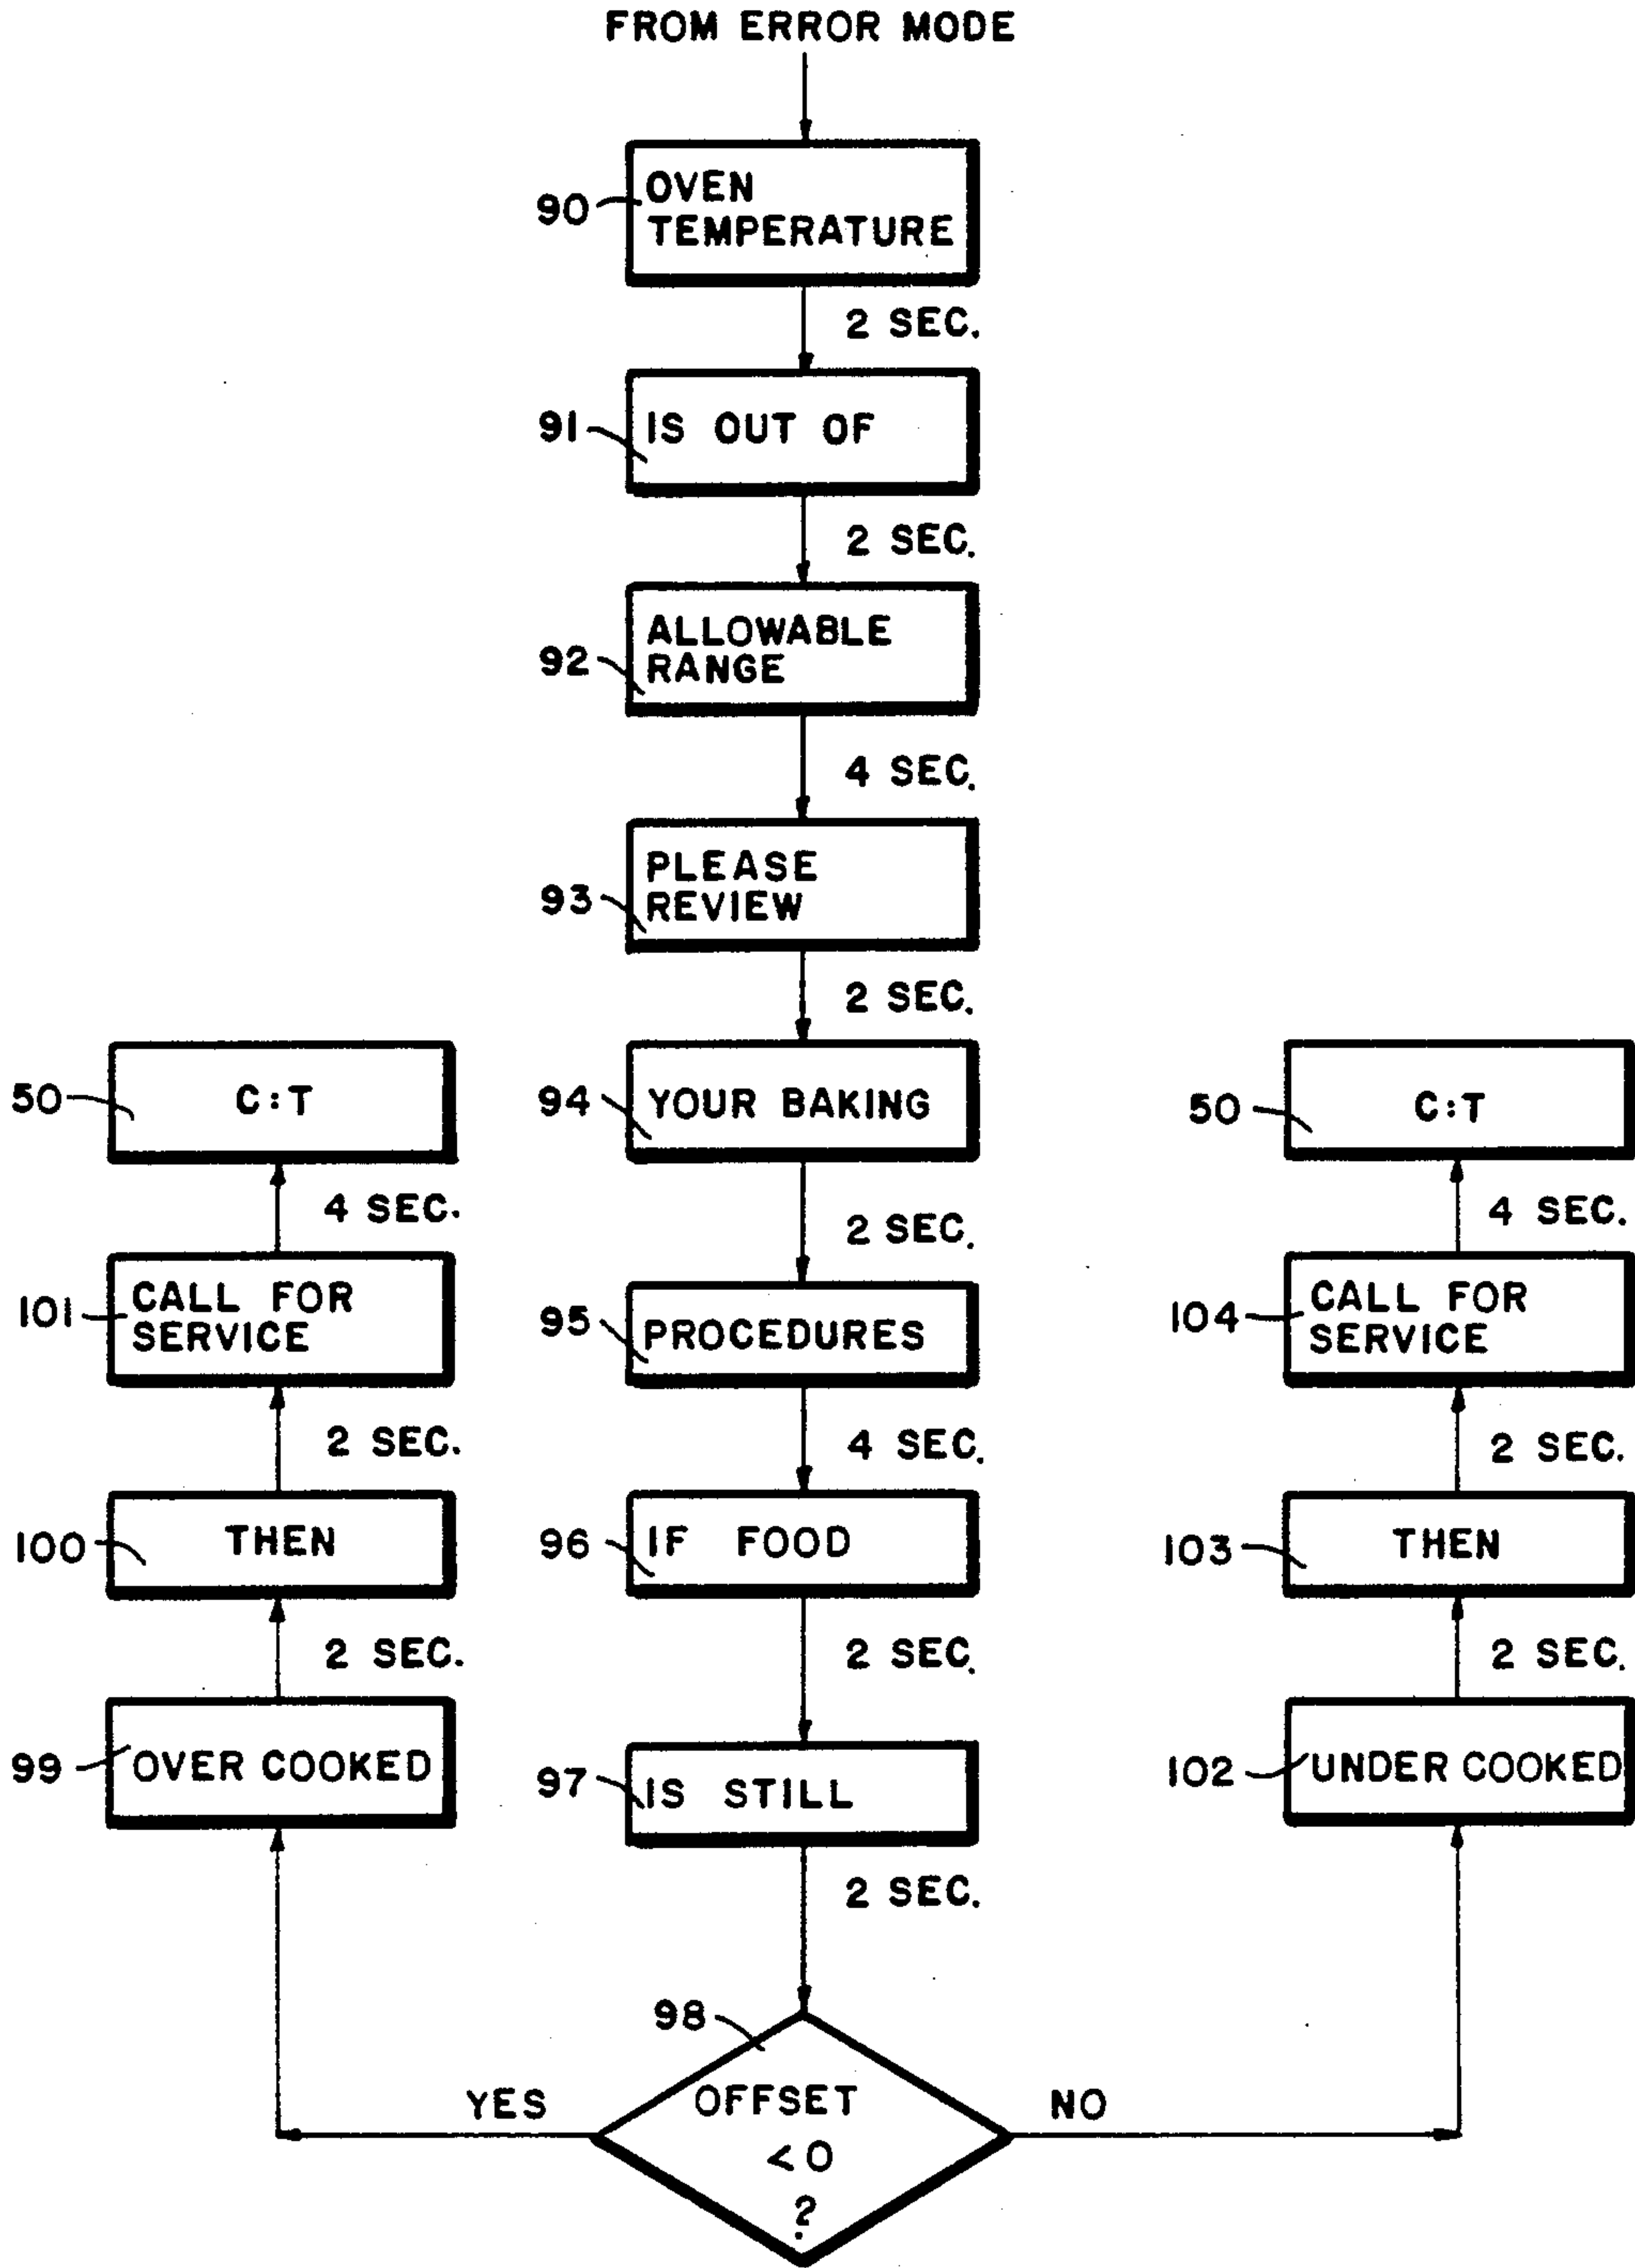 FROM ERROR MODE
90
OVEN
TEMPERATURE
2 SEC.
91
IS OUT OF
2 SEC.
92
ALLOWABLE
RANGE
4 SEC.
93
PLEASE
REVIEW
2 SEC.
94
YOUR BAKING
2 SEC.
95
PROCEDURES
4 SEC.
96
IF FOOD
2 SEC.
97
IS STILL
2 SEC.
98
OFFSET
<0
?
YES
99
OVER COOKED
2 SEC.
100
THEN
2 SEC.
101
CALL FOR
SERVICE
4 SEC.
50
C:T
NO
102
UNDER COOKED
2 SEC.
103
THEN
2 SEC.
104
CALL FOR
SERVICE
4 SEC.
50
C:T